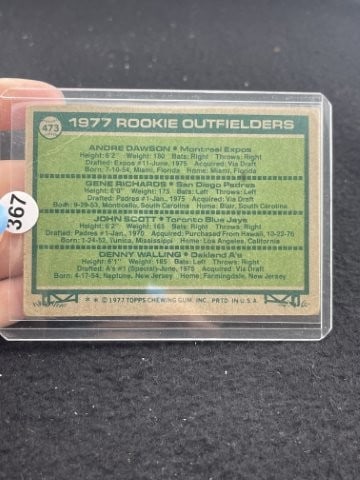 473
1977 ROOKIE OUTFIELDERS
ANDRE DAWSON • Montreal Expos
Height: 6'2" Weight: 180 Bats: Right Throws: Right
Drafted: Expos #11-June, 1975 Acquired: Via Draft
Born: 7-10-54, Miami, Florida Home: Miami, Florida
GENE RICHARDS • San Diego Padres
Height: 6'0" Weight: 175 Bats: Left Throws: Left
Drafted: Padres #1-Jan., 1975 Acquired: Via Draft
Born: 9-29-53, Monticello, South Carolina Home: Blair, South Carolina
JOHN SCOTT • Toronto Blue Jays
Height: 6'2" Weight: 165 Bats: Right Throws: Right
Drafted: Padres #1-June, 1970 Acquired: Purchased From Hawaii, 10-22-76
Born: 1-24-52, Tunica, Mississippi Home: Los Angeles, California
DENNY WALLING • Oakland A's
Height: 6'1" Weight: 185 Bats: Left Throws: Right
Drafted: A's #1 (Special)-June, 1975 Acquired: Via Draft
Born: 4-17-54, Neptune, New Jersey Home: Farmingdale, New Jersey
* * © 1977 TOPPS CHEWING GUM, INC. PRTD IN U.S.A.
367